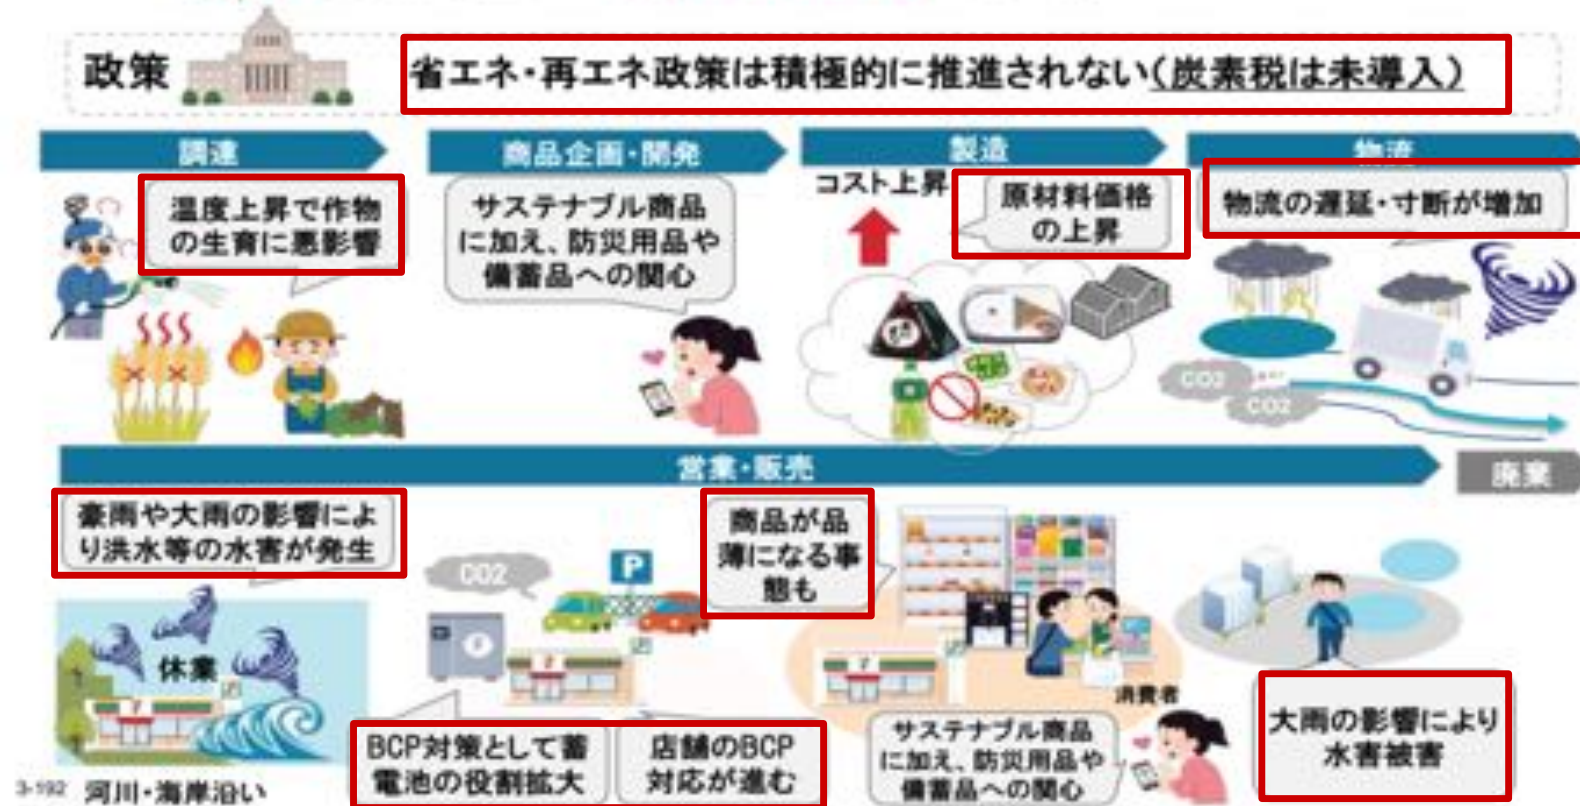 政策
省エネ・再エネ政策は積極的に推進されない(炭素税は未導入)
調達
商品企画・開発
製造
物流
温度上昇で作物
の生育に悪影響
サステナブル商品
に加え、防災用品や
備蓄品への関心
コスト上昇
原材料価格
の上昇
物流の遅延・寸断が増加
CO2
CO2
営業・販売
廃棄
豪雨や大雨の影響によ
り洪水等の水害が発生
休業
CO2
P
商品が品
薄になる事
態も
消費者
BCP対策として蓄
電池の役割拡大
店舗のBCP
対応が進む
サステナブル商品
に加え、防災用品や
備蓄品への関心
大雨の影響により
水害被害
3-192
河川・海岸沿い